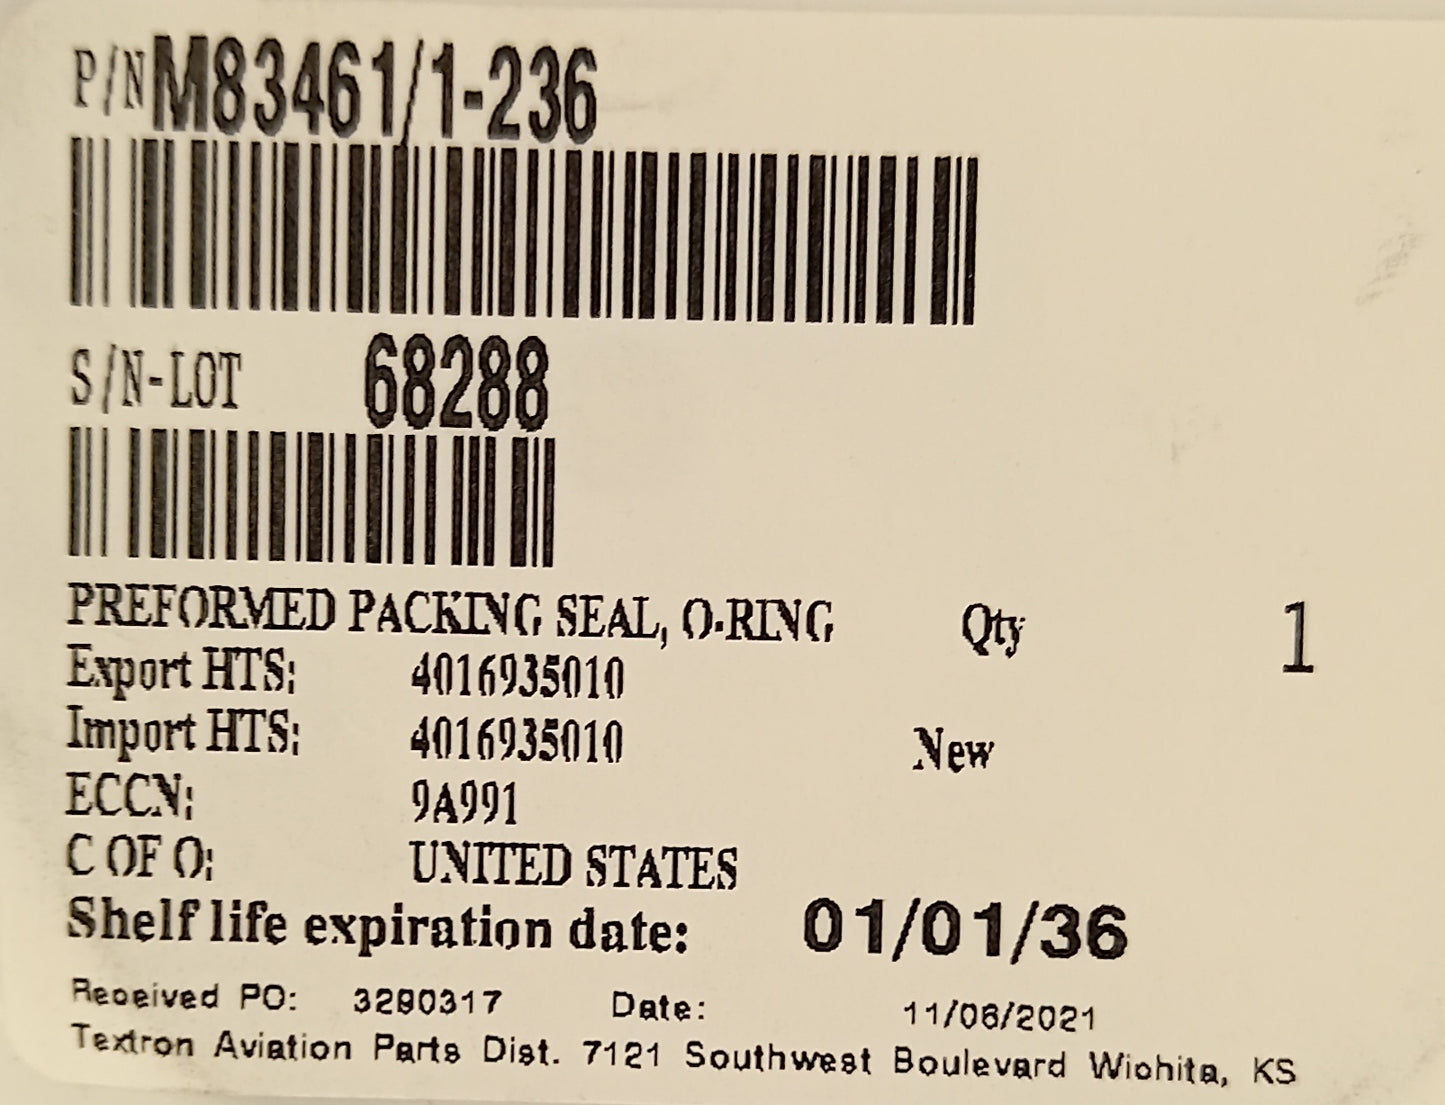 P/N M83461/1-236
S/N-LOT 68288
PREFORMED PACKING SEAL, O-RING Qty 1
Export HTS: 4016935010
Import HTS: 4016935010 New
ECCN: 9A991
C OF O: UNITED STATES
Shelf life expiration date: 01/01/36
Received PO: 3290317 Date: 11/08/2021
Textron Aviation Parts Dist. 7121 Southwest Boulevard Wichita, KS